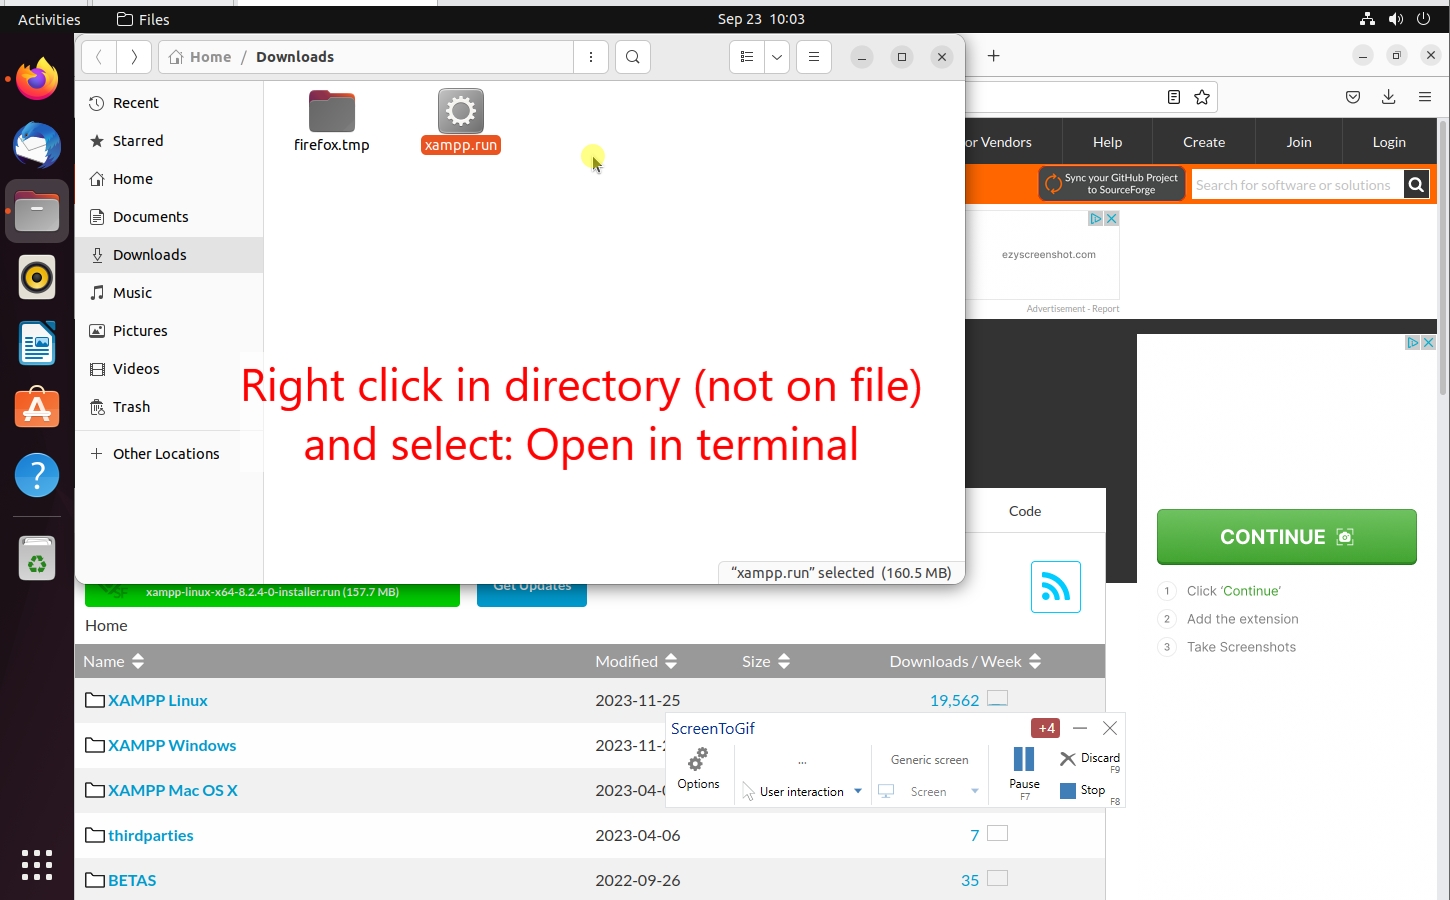 Activities
Files
Sep 23 10:03
Home / Downloads
Recent
Starred
Home
Documents
Downloads
Music
Pictures
Videos
Trash
Other Locations
firefox.tmp
xampp.run
Right click in directory (not on file)
and select: Open in terminal
"xampp.run" selected (160.5 MB)
or Vendors
Help
Create
Join
Login
Sync your GitHub Project
to SourceForge
Search for software or solutions
ezyscreenshot.com
Advertisement - Report
Code
CONTINUE
1 Click 'Continue'
2 Add the extension
3 Take Screenshots
SF
xampp-linux-x64-8.2.4-0-installer.run (157.7 MB)
Get Updates
Home
Name Modified Size Downloads / Week
XAMPP Linux 2023-11-25 19,562
XAMPP Windows 2023-11-2
XAMPP Mac OS X 2023-04-
thirdparties 2023-04-06 7
BETAS 2022-09-26 35
ScreenToGif
+4
Options
...
User interaction
Generic screen
Screen
Pause
F7
Discard
F9
Stop
F8